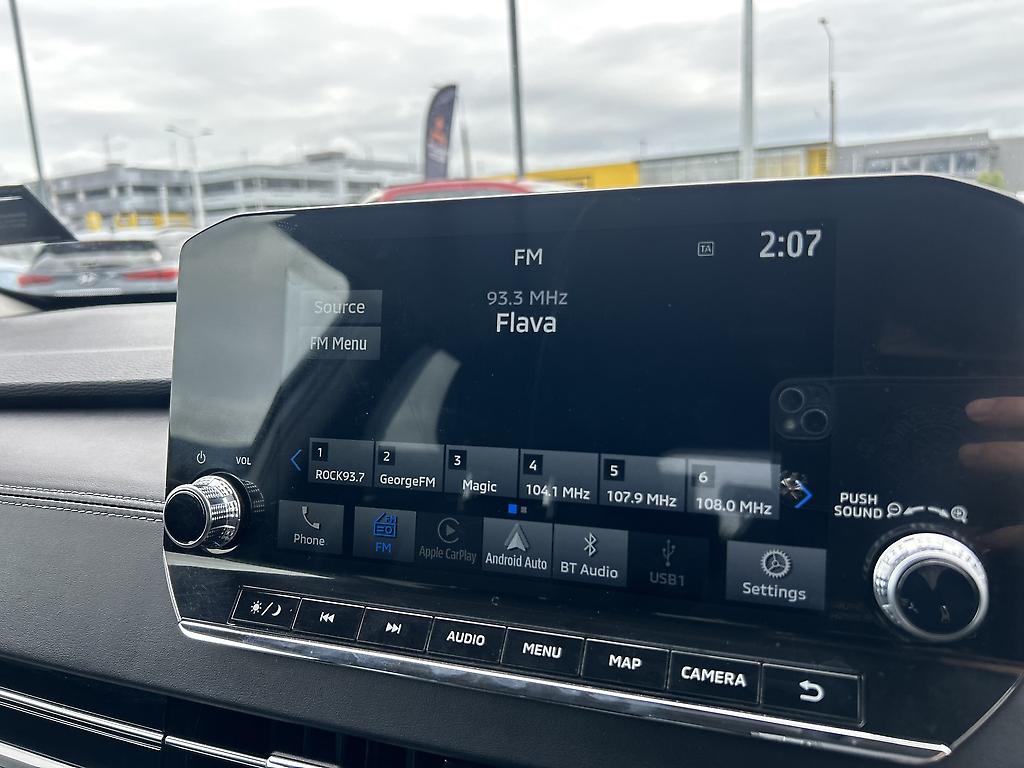 FM
TA
2:07
93.3 MHz
Flava
Source
FM Menu
VOL
1
ROCK93.7
2
GeorgeFM
3
Magic
4
104.1 MHz
5
107.9 MHz
6
108.0 MHz
PUSH
SOUND
Phone
FM
FM
Apple CarPlay
Android Auto
BT Audio
USB1
Settings
AUDIO
MENU
MAP
CAMERA